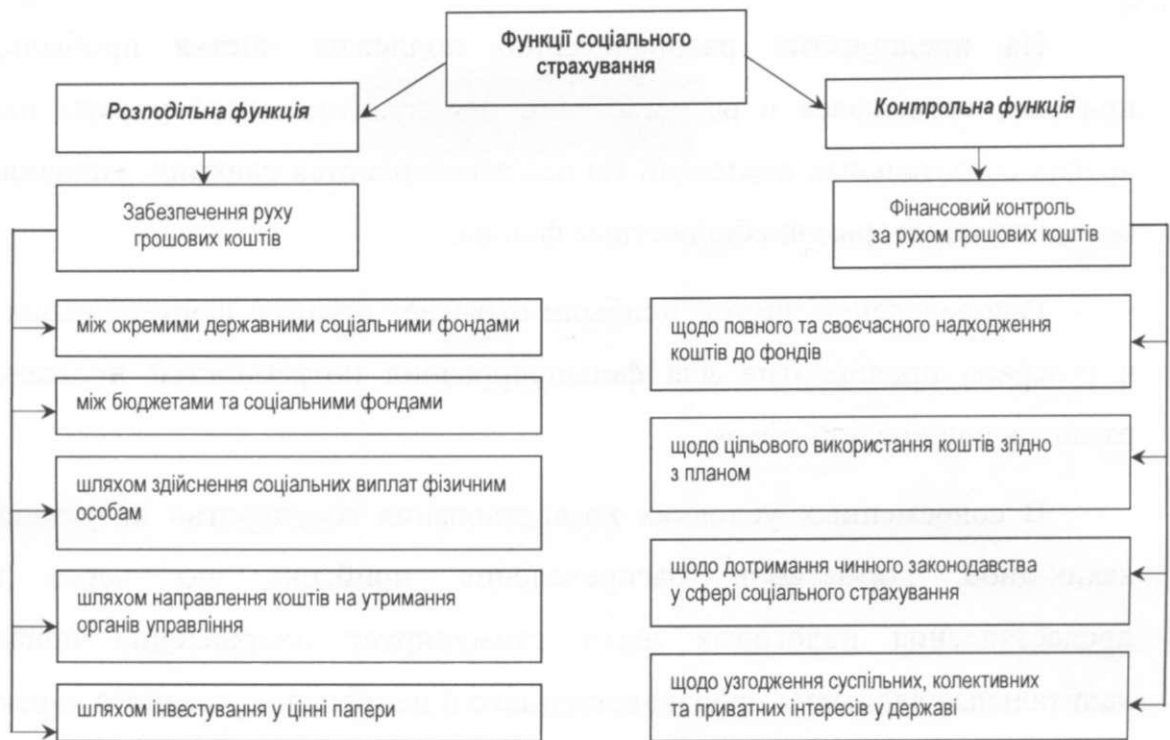 Функції соціального
страхування
Розподільна функція
Контрольна функція
Забезпечення руху
грошових коштів
Фінансовий контроль
за рухом грошових коштів
між окремими державними соціальними фондами
між бюджетами та соціальними фондами
шляхом здійснення соціальних виплат фізичним
особам
шляхом направлення коштів на утримання
органів управління
шляхом інвестування у цінні папери
щодо повного та своєчасного надходження
коштів до фондів
щодо цільового використання коштів згідно
з планом
щодо дотримання чинного законодавства
у сфері соціального страхування
щодо узгодження суспільних, колективних
та приватних інтересів у державі